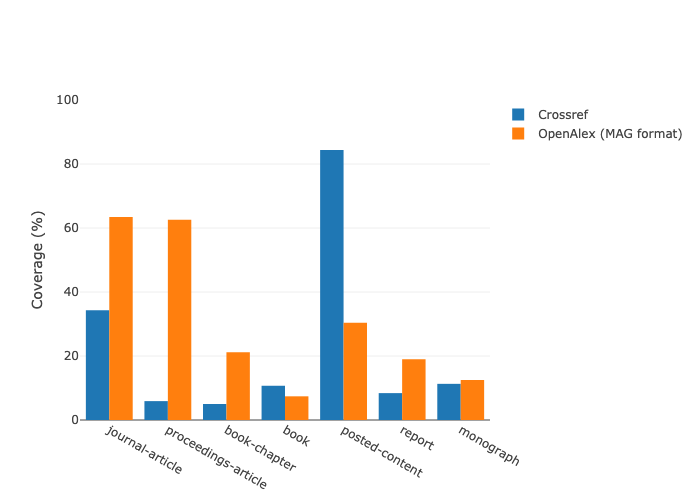 100
80
60
40
20
0
Coverage (%)
journal-article
proceedings-article
book-chapter
book
posted-content
report
monograph
Crossref
OpenAlex (MAG format)